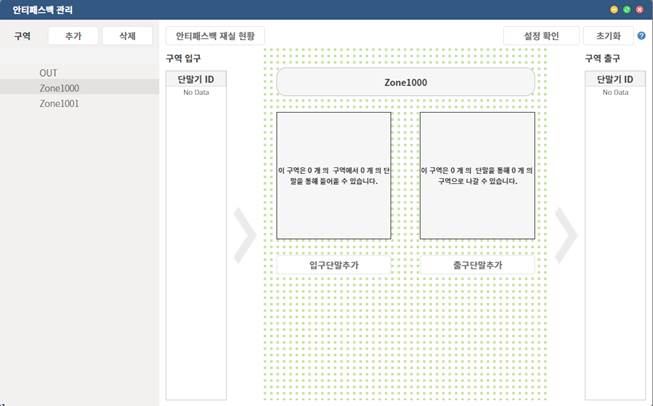 안티패스백 관리
구역 추가 삭제 안티패스백 재실 현황 설정 확인 초기화 ?
OUT
Zone1000
Zone1001
구역 입구
단말기 ID
No Data
Zone1000
이 구역은 0 개 의 구역에서 0 개 의 단
말을 통해 들어올 수 있습니다.
입구단말추가
이 구역은 0 개 의 단말을 통해 0 개 의
구역으로 나갈 수 있습니다.
출구단말추가
구역 출구
단말기 ID
No Data